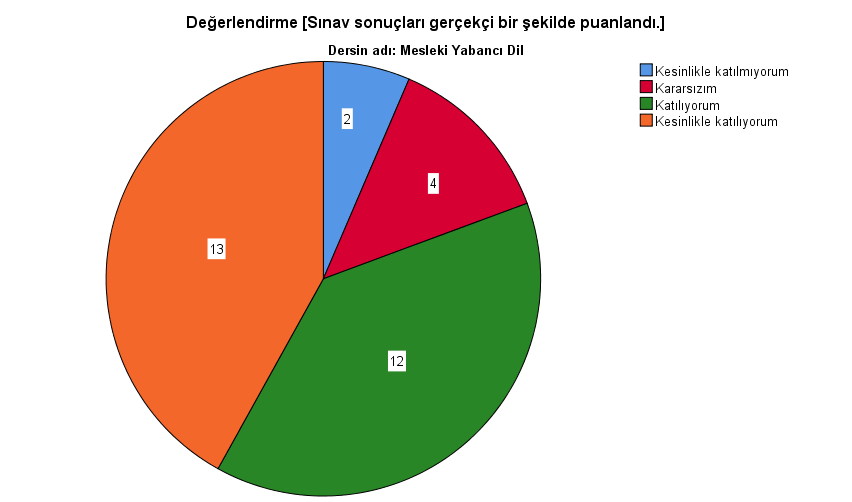 Değerlendirme [Sınav sonuçları gerçekçi bir şekilde puanlandı.]
Dersin adı: Mesleki Yabancı Dil
Kesinlikle katılmıyorum
Kararsızım
Katılıyorum
Kesinlikle katılıyorum
2
4
13
12